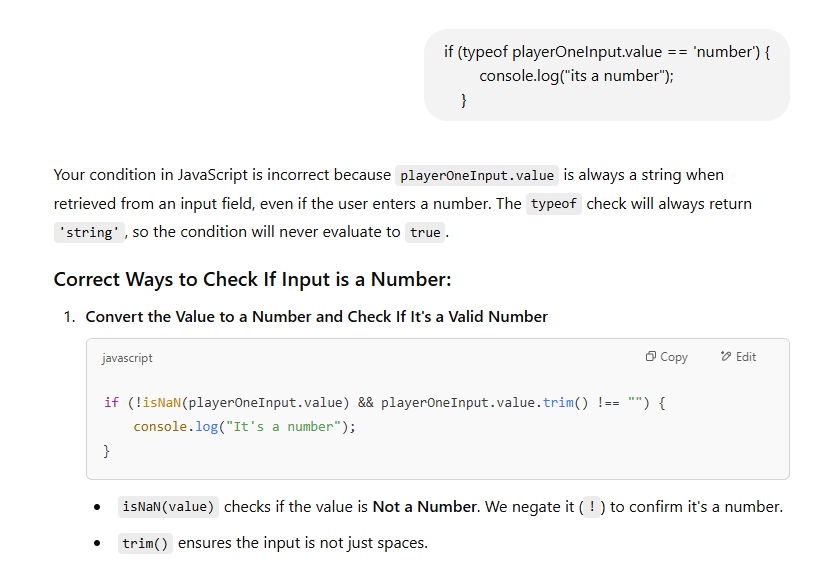 if (typeof playerOneInput.value == 'number') {
console.log("its a number");
}
Your condition in JavaScript is incorrect because playerOneInput.value is always a string when
retrieved from an input field, even if the user enters a number. The typeof check will always return
'string', so the condition will never evaluate to true.
Correct Ways to Check If Input is a Number:
1. Convert the Value to a Number and Check If It's a Valid Number
javascript Copy Edit
if (!isNaN(playerOneInput.value) && playerOneInput.value.trim() !== "") {
console.log("It's a number");
}
• isNaN(value) checks if the value is Not a Number. We negate it (!) to confirm it's a number.
• trim() ensures the input is not just spaces.